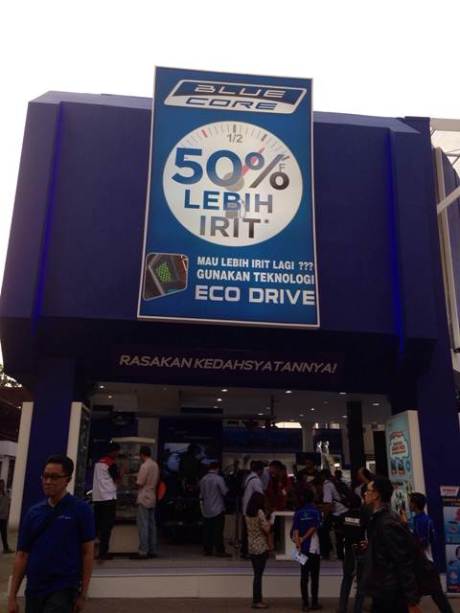 BLUE
CORE
1/2
F
50%
LEBIH
IRIT*
MAU LEBIH IRIT LAGI ???
GUNAKAN TEKNOLOGI
ECO DRIVE
RASAKAN KEDAHSYATANNYA!